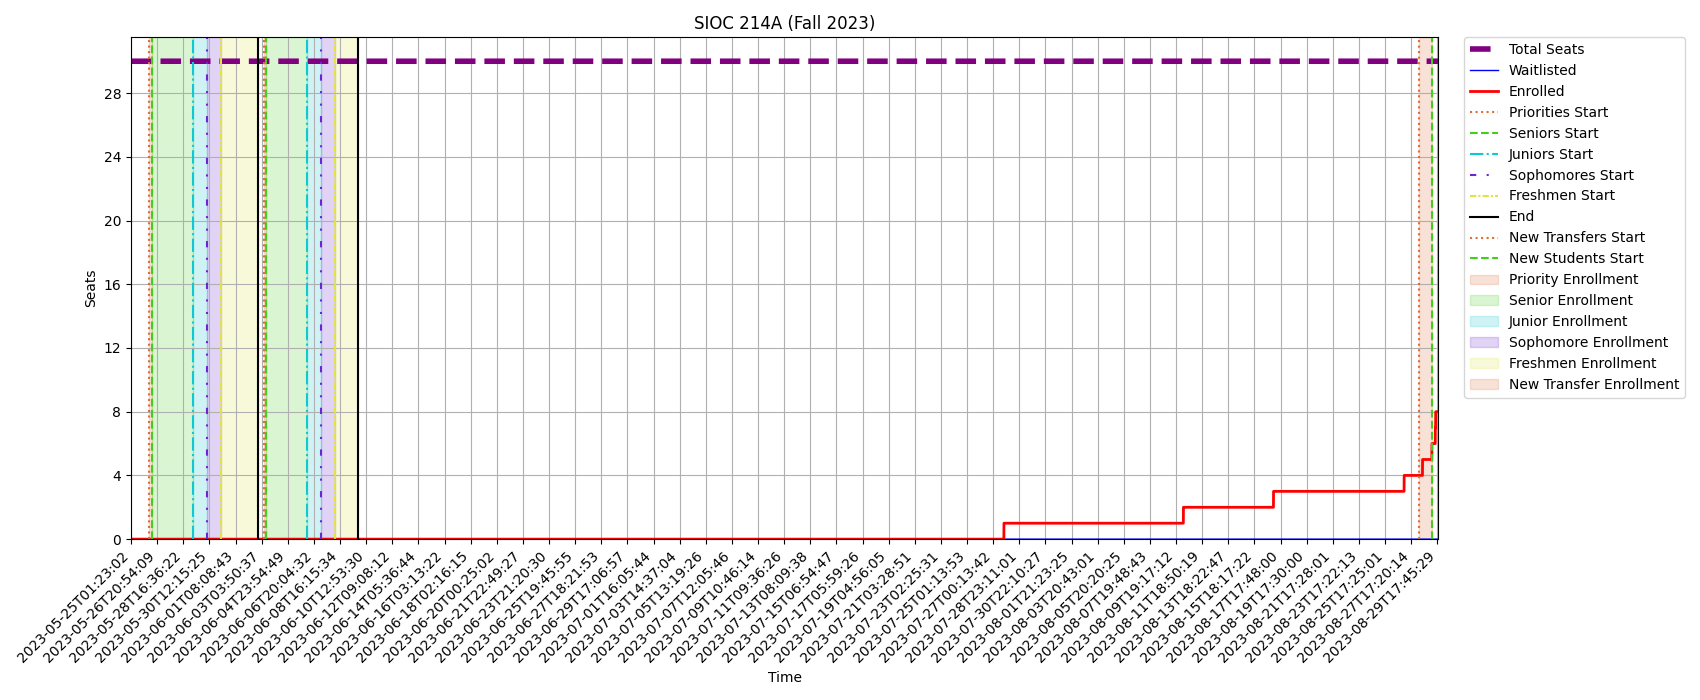 SIOC 214A (Fall 2023)
Seats
28
24
20
16
12
8
4
0
2023-05-25T01:23:02
2023-05-26T20:54:09
2023-05-28T16:36:22
2023-05-30T12:15:25
2023-06-01T08:08:43
2023-06-03T03:50:37
2023-06-04T23:54:49
2023-06-06T20:04:32
2023-06-08T16:15:34
2023-06-10T12:53:30
2023-06-12T09:08:12
2023-06-14T05:36:44
2023-06-16T03:13:22
2023-06-18T02:16:15
2023-06-20T00:25:02
2023-06-21T22:49:27
2023-06-23T21:20:30
2023-06-25T19:45:55
2023-06-27T18:21:53
2023-06-29T17:06:57
2023-07-01T16:05:44
2023-07-03T14:37:04
2023-07-05T13:19:26
2023-07-07T12:05:46
2023-07-09T10:46:14
2023-07-11T09:36:26
2023-07-13T08:09:38
2023-07-15T06:54:47
2023-07-17T05:59:26
2023-07-19T04:56:05
2023-07-21T03:28:51
2023-07-23T02:25:31
2023-07-25T01:13:53
2023-07-27T00:13:42
2023-07-28T23:11:01
2023-07-30T22:10:27
2023-08-01T21:23:25
2023-08-03T20:43:01
2023-08-05T20:20:25
2023-08-07T19:48:43
2023-08-09T19:17:12
2023-08-11T18:50:19
2023-08-13T18:22:47
2023-08-15T18:17:22
2023-08-17T17:48:00
2023-08-19T17:30:00
2023-08-21T17:28:01
2023-08-23T17:22:13
2023-08-25T17:25:01
2023-08-27T17:20:14
2023-08-29T17:45:29
Time
Total Seats
Waitlisted
Enrolled
Priorities Start
Seniors Start
Juniors Start
Sophomores Start
Freshmen Start
End
New Transfers Start
New Students Start
Priority Enrollment
Senior Enrollment
Junior Enrollment
Sophomore Enrollment
Freshmen Enrollment
New Transfer Enrollment